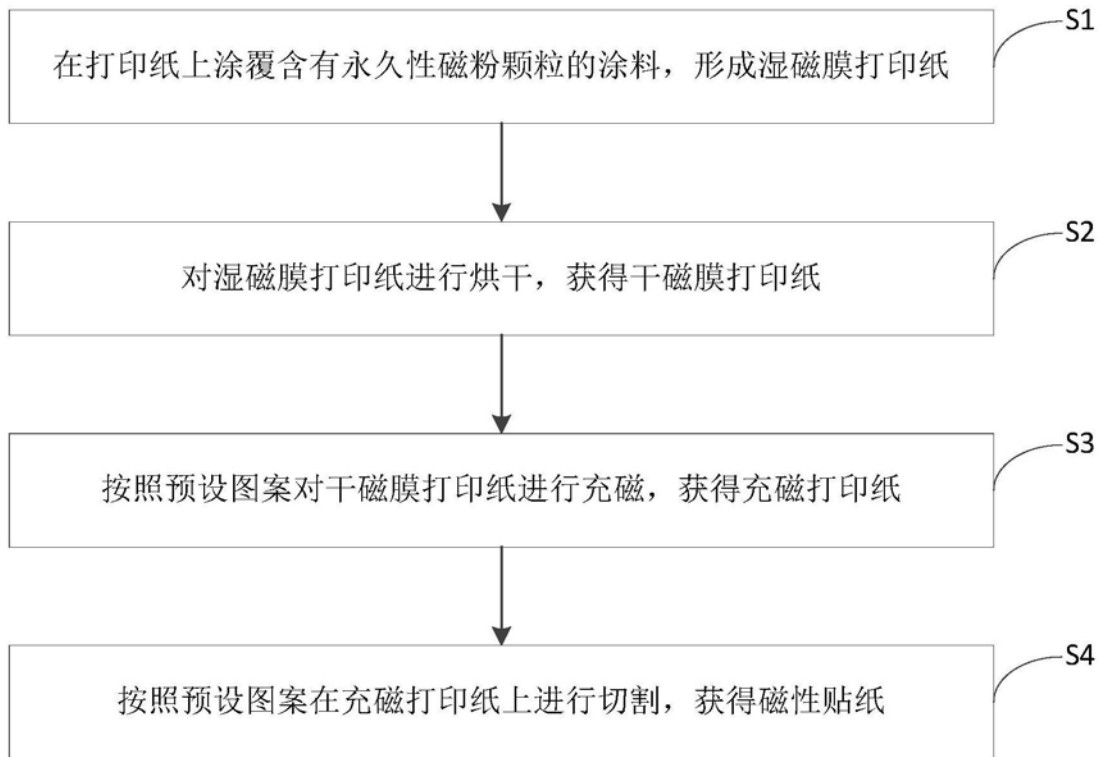 S1
在打印纸上涂覆含有永久性磁粉颗粒的涂料，形成湿磁膜打印纸
S2
对湿磁膜打印纸进行烘干，获得干磁膜打印纸
S3
按照预设图案对干磁膜打印纸进行充磁，获得充磁打印纸
S4
按照预设图案在充磁打印纸上进行切割，获得磁性贴纸